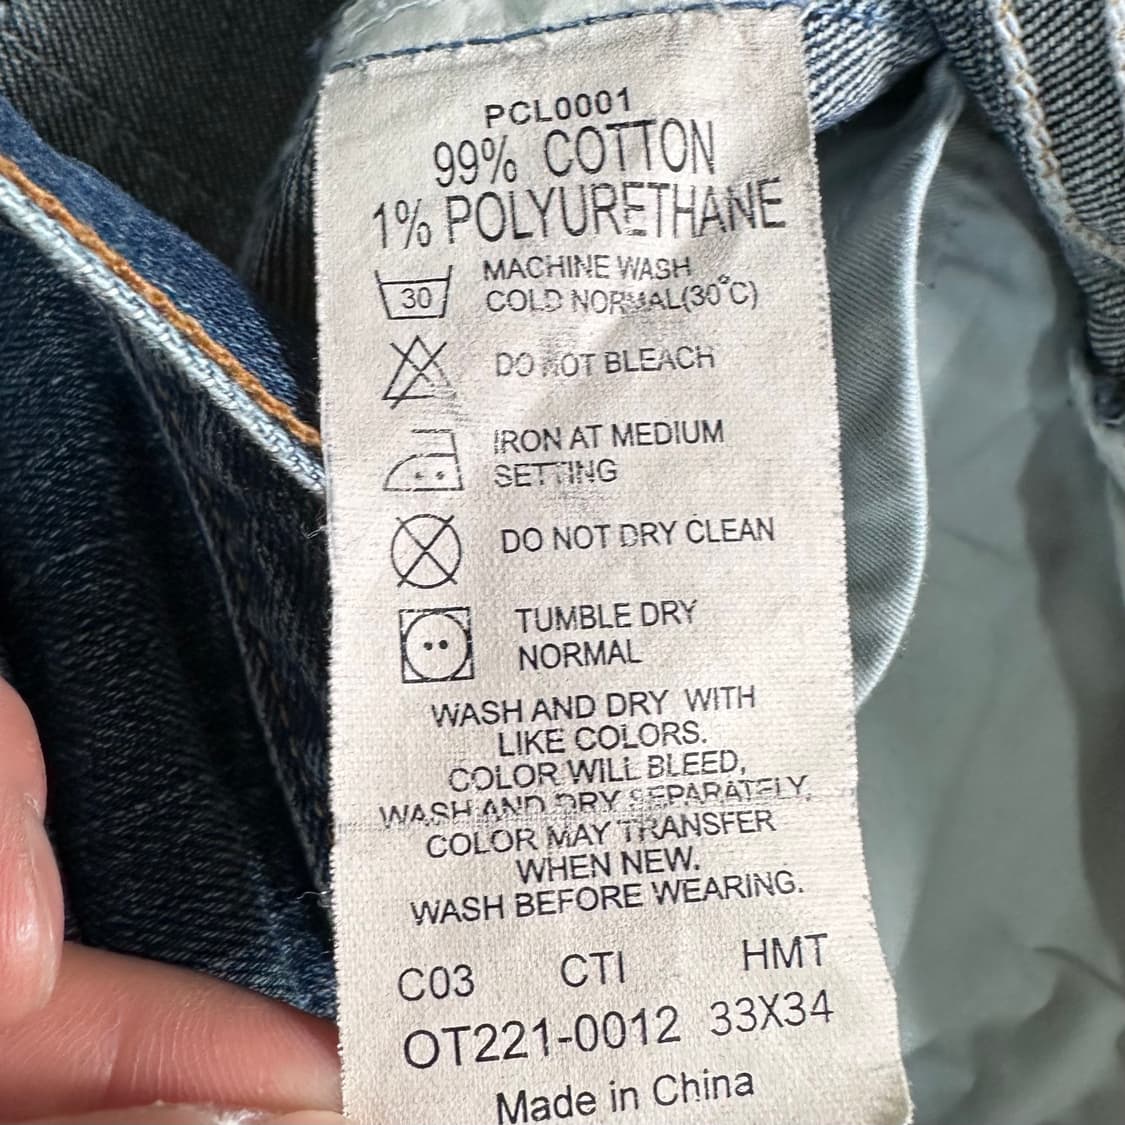 PCL0001
99% COTTON
1% POLYURETHANE
30 MACHINE WASH
COLD NORMAL(30°C)
DO NOT BLEACH
IRON AT MEDIUM
SETTING
DO NOT DRY CLEAN
TUMBLE DRY
NORMAL
WASH AND DRY WITH
LIKE COLORS.
COLOR WILL BLEED,
WASH AND DRY SEPARATELY.
COLOR MAY TRANSFER
WHEN NEW.
WASH BEFORE WEARING.
C03 CTI HMT
OT221-0012 33X34
Made in China